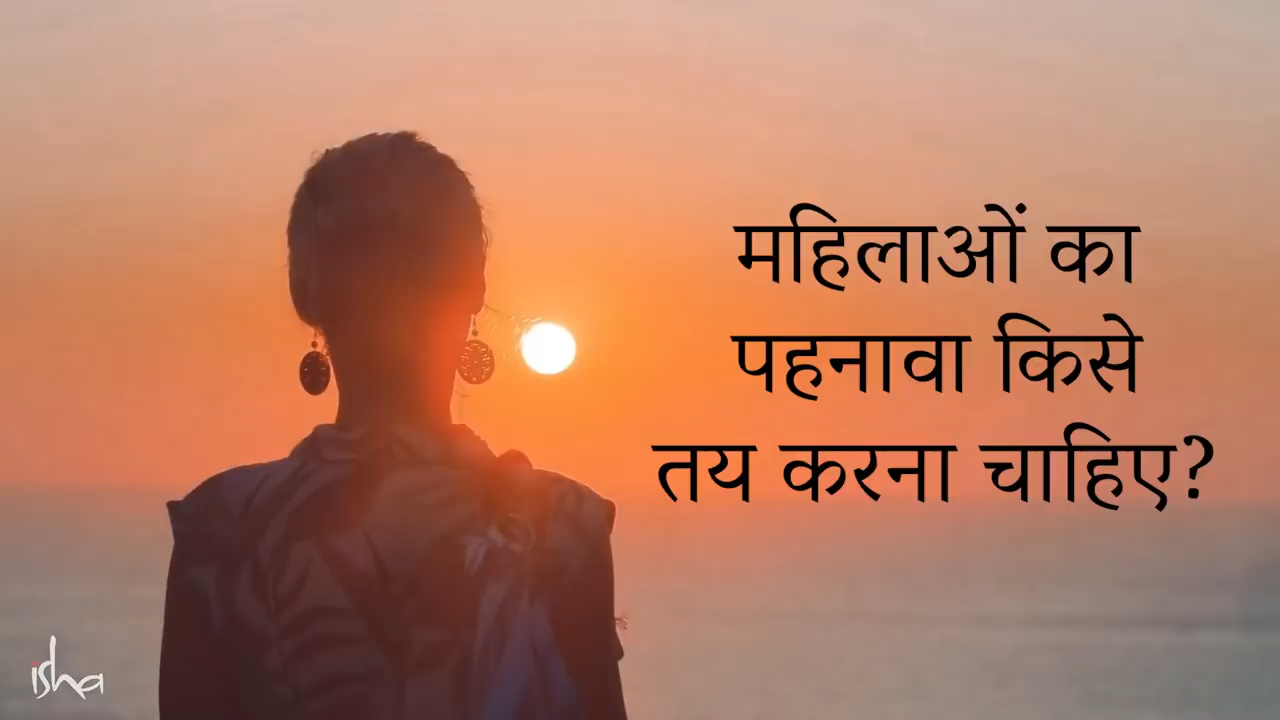 महिलाओं का
पहनावा किसे
तय करना चाहिए?
isha